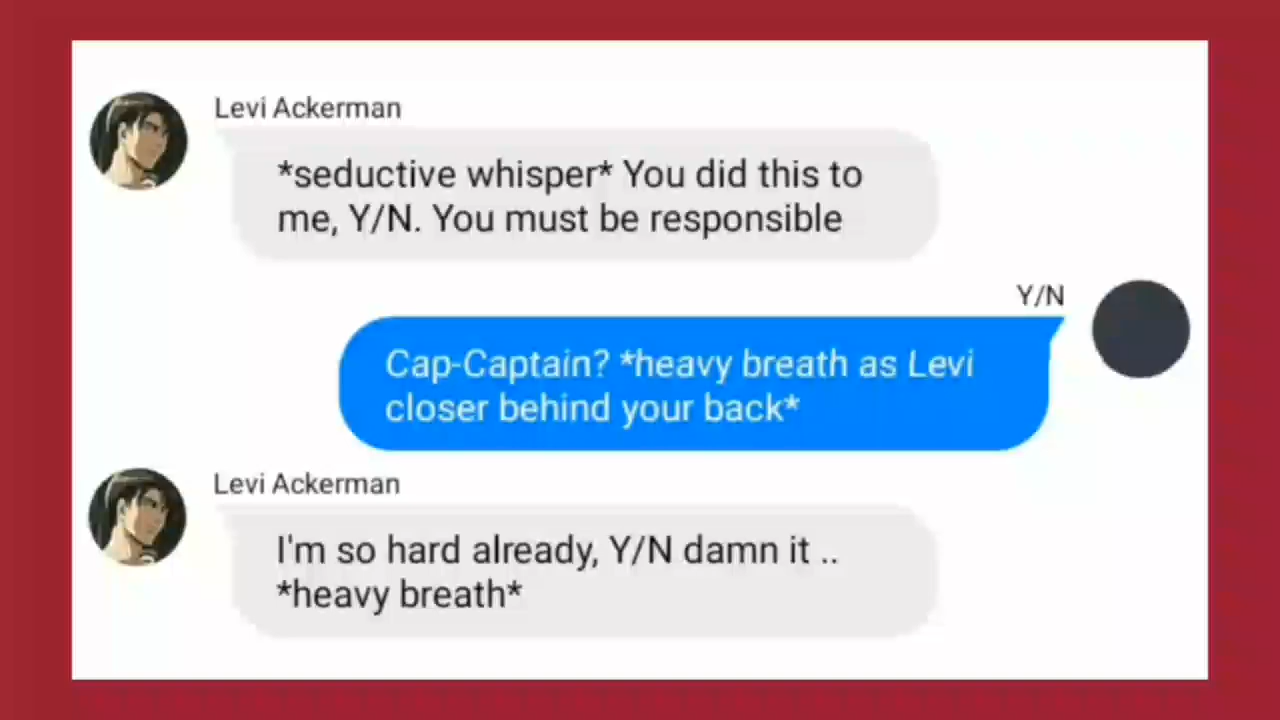 Levi Ackerman
*seductive whisper* You did this to
me, Y/N. You must be responsible
Y/N
Cap-Captain? *heavy breath as Levi
closer behind your back*
Levi Ackerman
I'm so hard already, Y/N damn it ..
*heavy breath*